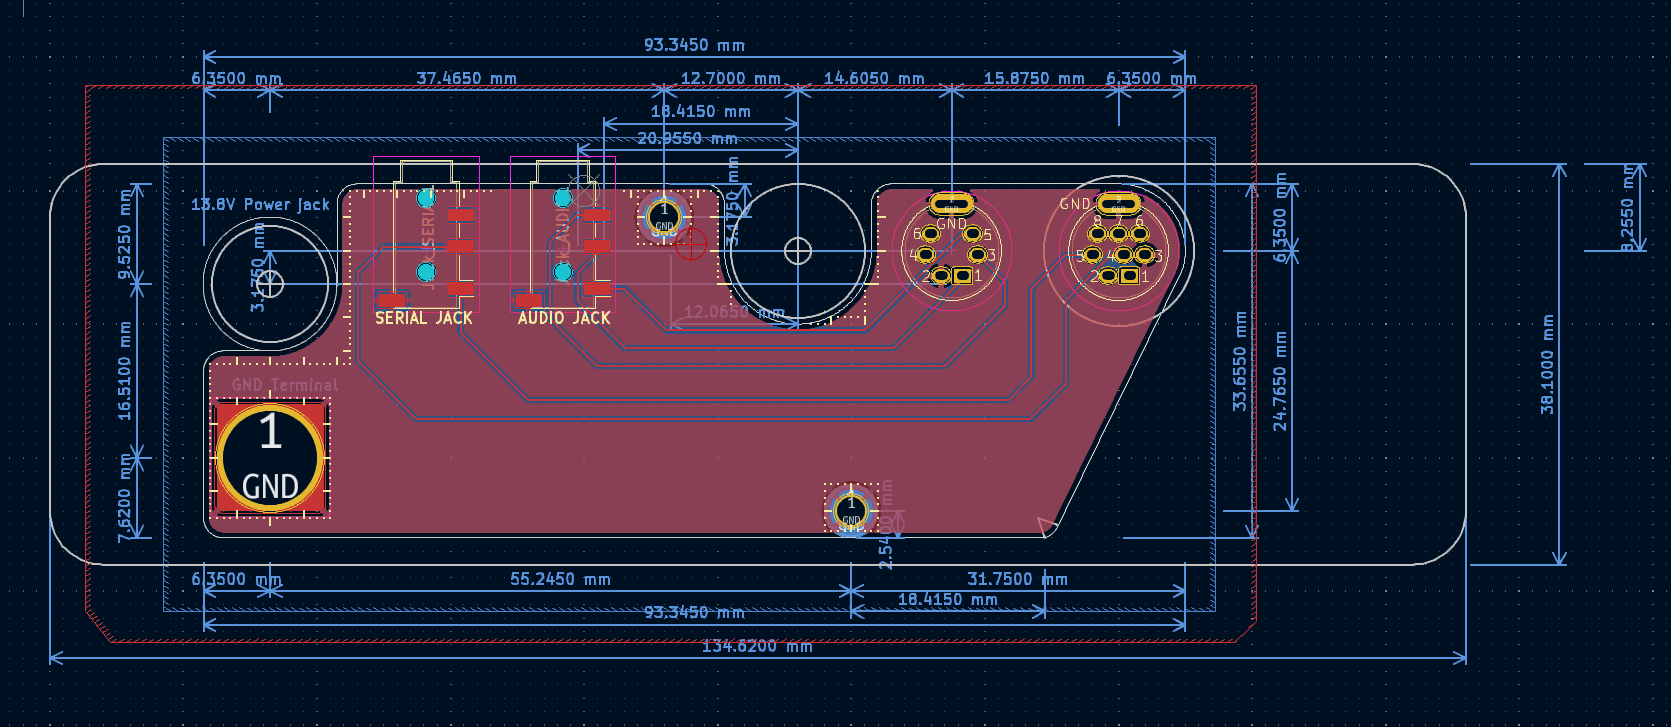 93.3450 mm
6.3500 mm
37.4650 mm
12.7000 mm
14.6050 mm
15.8750 mm
6.3500 mm
18.4150 mm
20.9550 mm
13.8V Power jack
3.1750 mm
9.5250 mm
3.1750 mm
1
GND
GND
GND
GND
8 7 6
6 5
4 3
5 4 3
2 1
2 1
6.3500 mm
8.2550 mm
SERIAL JACK
AUDIO JACK
12.0650 mm
16.5100 mm
33.6550 mm
24.7650 mm
38.1000 mm
GND Terminal
1
GND
7.6200 mm
1
GND
2.5400 mm
6.3500 mm
55.2450 mm
31.7500 mm
18.4150 mm
93.3450 mm
134.6200 mm